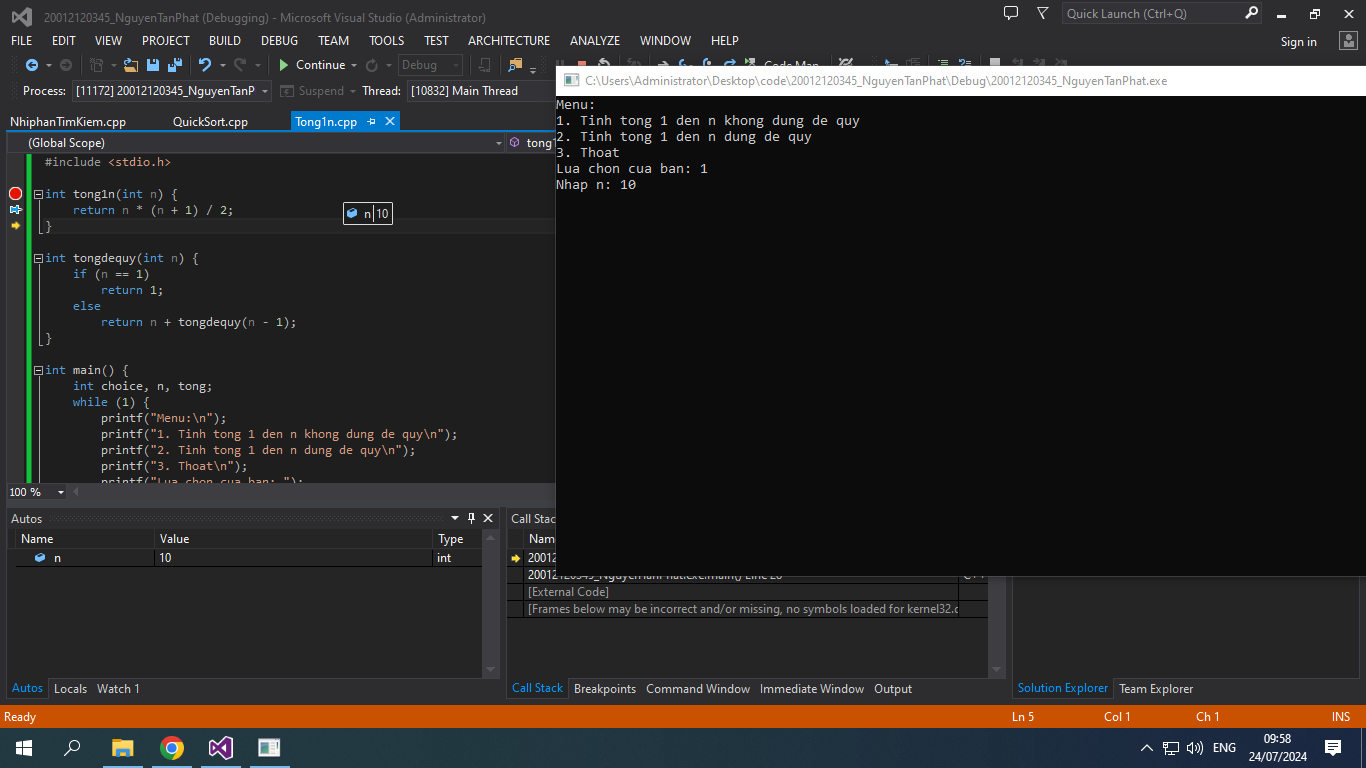 20012120345_NguyenTanPhat (Debugging) - Microsoft Visual Studio (Administrator)
Quick Launch (Ctrl+Q)
FILE EDIT VIEW PROJECT BUILD DEBUG TEAM TOOLS TEST ARCHITECTURE ANALYZE WINDOW HELP
Sign in
Continue Debug Code Map
Process: [11172] 20012120345_NguyenTanP Suspend Thread: [10832] Main Thread
NhiphanTimKiem.cpp QuickSort.cpp Tong1n.cpp
(Global Scope) tong1
#include <stdio.h>
int tong1n(int n) {
return n * (n + 1) / 2;
n 10
}
int tongdequy(int n) {
if (n == 1)
return 1;
else
return n + tongdequy(n - 1);
}
int main() {
int choice, n, tong;
while (1) {
printf("Menu:\n");
printf("1. Tinh tong 1 den n khong dung de quy\n");
printf("2. Tinh tong 1 den n dung de quy\n");
printf("3. Thoat\n");
printf("Lua chon cua ban: ");
100 %
C:\Users\Administrator\Desktop\code\20012120345_NguyenTanPhat\Debug\20012120345_NguyenTanPhat.exe
Menu:
1. Tinh tong 1 den n khong dung de quy
2. Tinh tong 1 den n dung de quy
3. Thoat
Lua chon cua ban: 1
Nhap n: 10
Autos
Name Value Type
n 10 int
Autos Locals Watch 1
Call Stac
Nam
20012
[External Code]
[Frames below may be incorrect and/or missing, no symbols loaded for kernel32.c
Call Stack Breakpoints Command Window Immediate Window Output
Solution Explorer Team Explorer
Ready Ln 5 Col 1 Ch 1 INS
ENG
09:58
24/07/2024